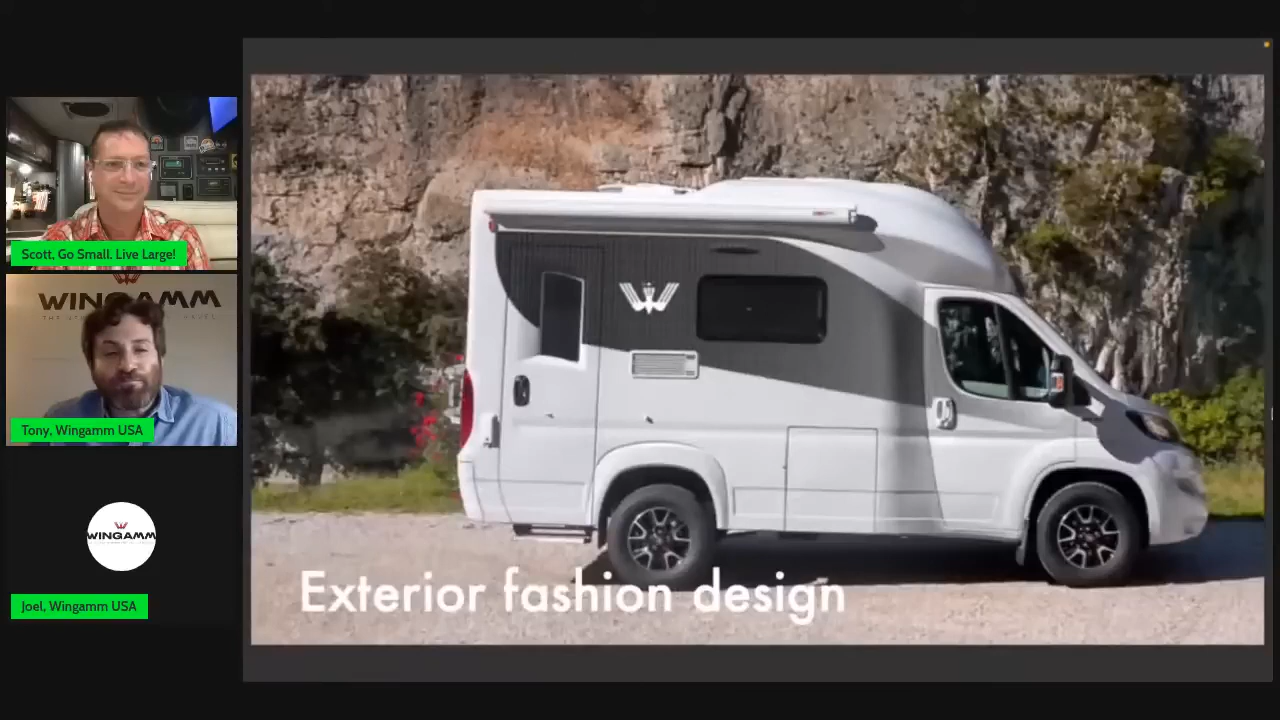 Scott, Go Small. Live Large!
WINGAMM
Tony, Wingamm USA
WINGAMM
Joel, Wingamm USA
Exterior fashion design